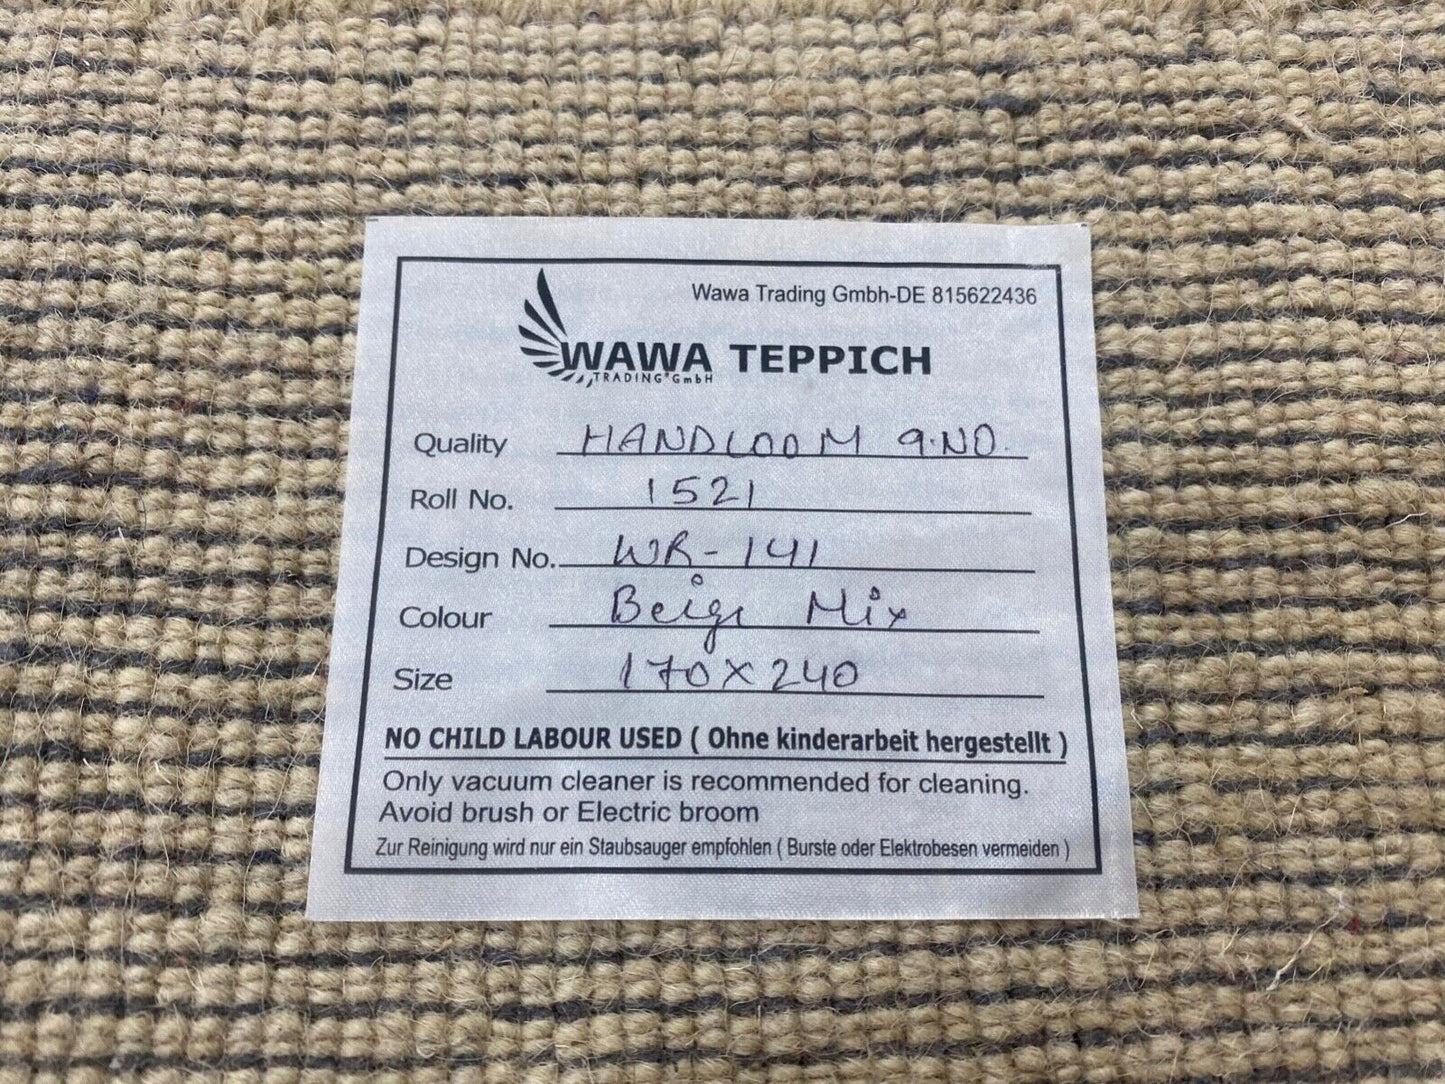 Wawa Trading Gmbh-DE 815622436
WAWA TEPPICH
TRADING GmbH
Quality HANDLOOM 9.NO.
Roll No. 1521
Design No. WR-141
Colour Beige Mix
Size 170X240
NO CHILD LABOUR USED ( Ohne kinderarbeit hergestellt )
Only vacuum cleaner is recommended for cleaning.
Avoid brush or Electric broom
Zur Reinigung wird nur ein Staubsauger empfohlen ( Burste oder Elektrobesen vermeiden )